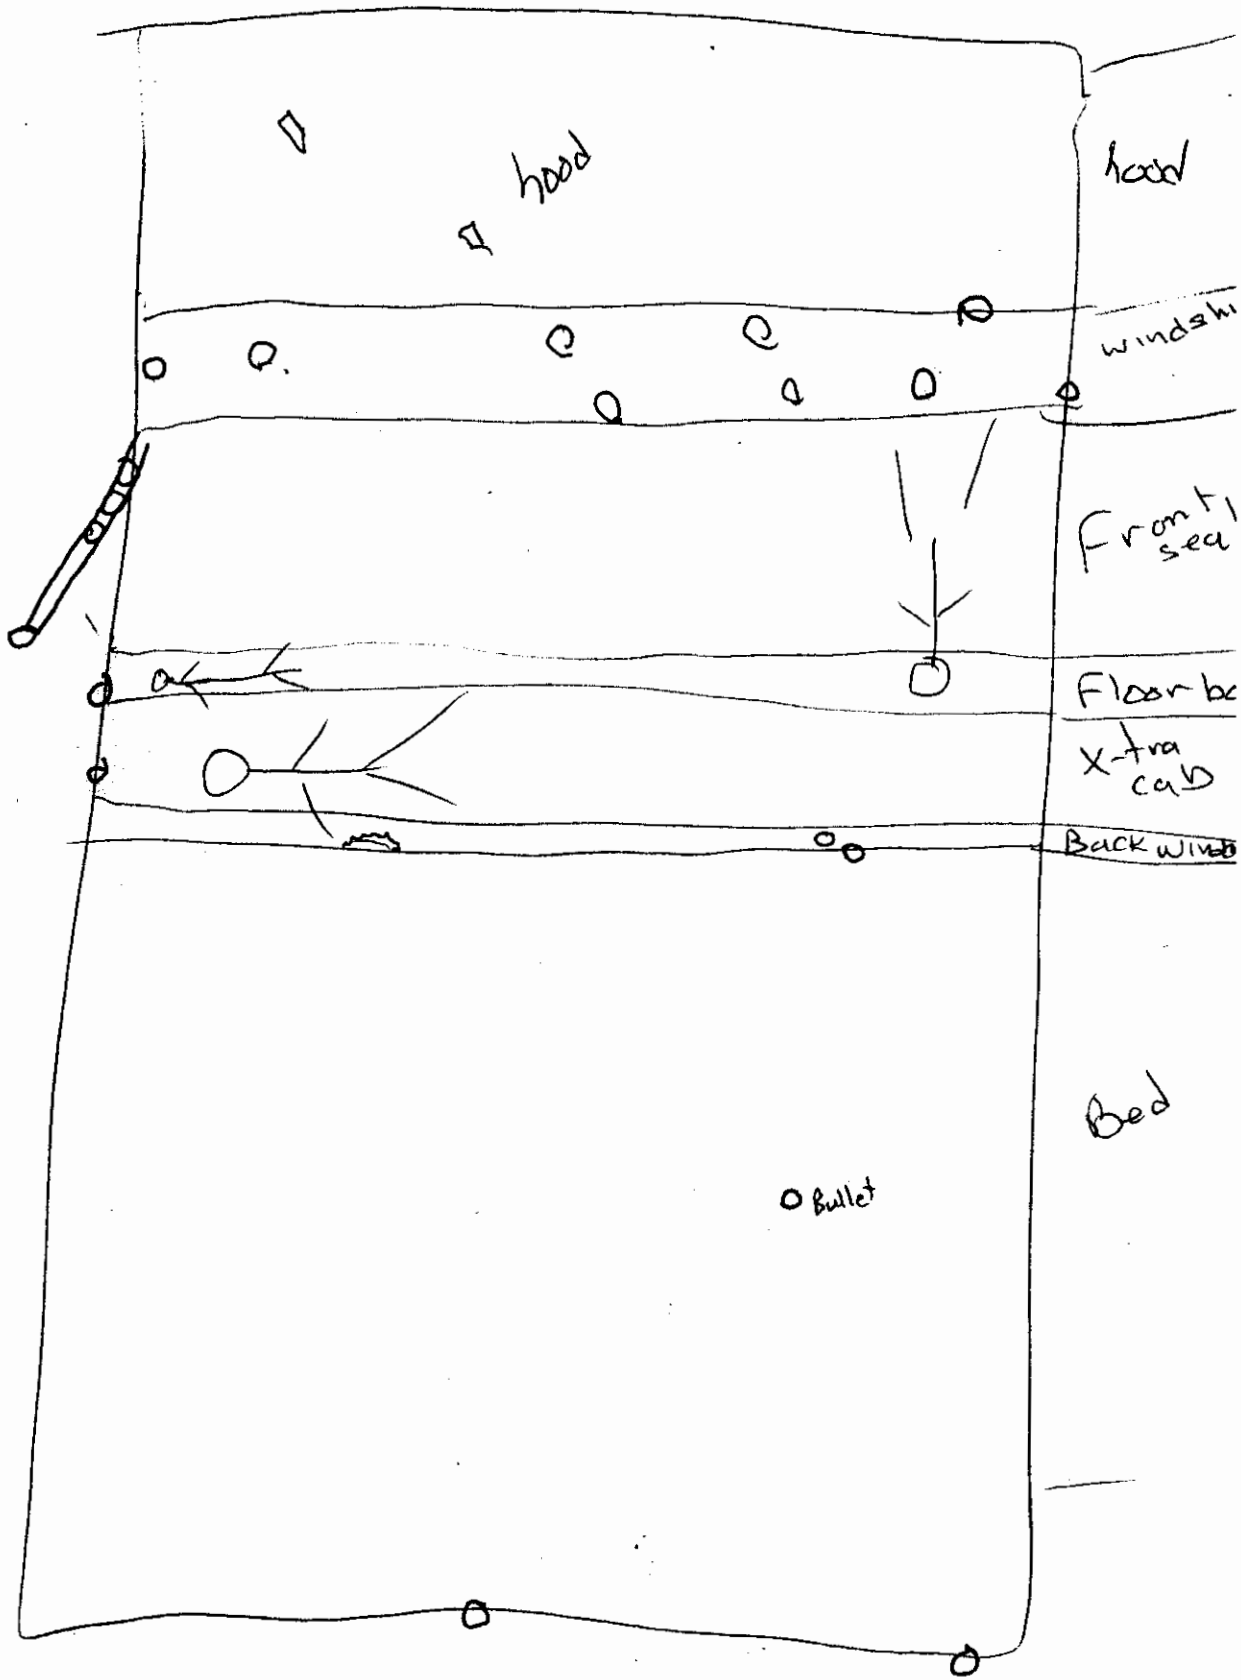 hood
hood
windshi
Front
sea
Floor bo
X-tra
cab
Back windo
Bed
Bullet